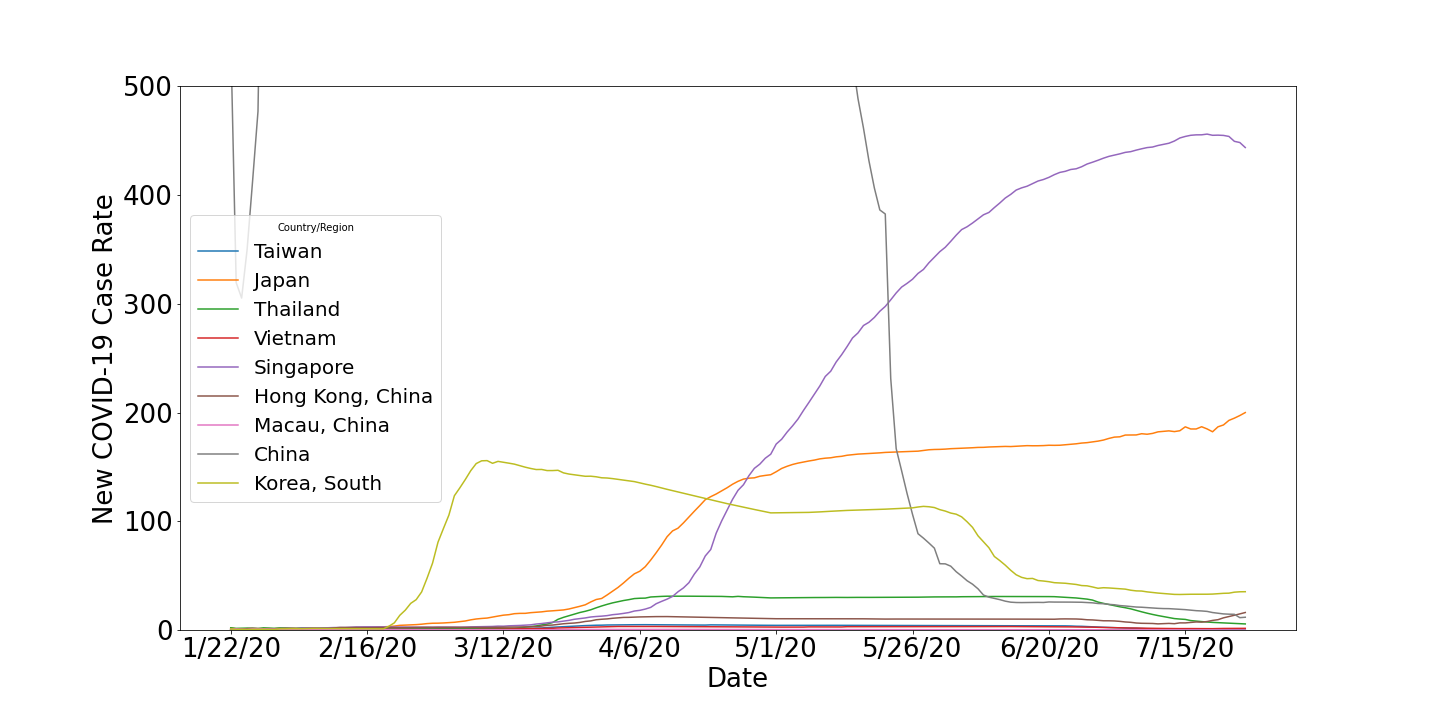 500
400
300
200
100
0
New COVID-19 Case Rate
Country/Region
Taiwan
Japan
Thailand
Vietnam
Singapore
Hong Kong, China
Macau, China
China
Korea, South
1/22/20 2/16/20 3/12/20 4/6/20 5/1/20 5/26/20 6/20/20 7/15/20
Date